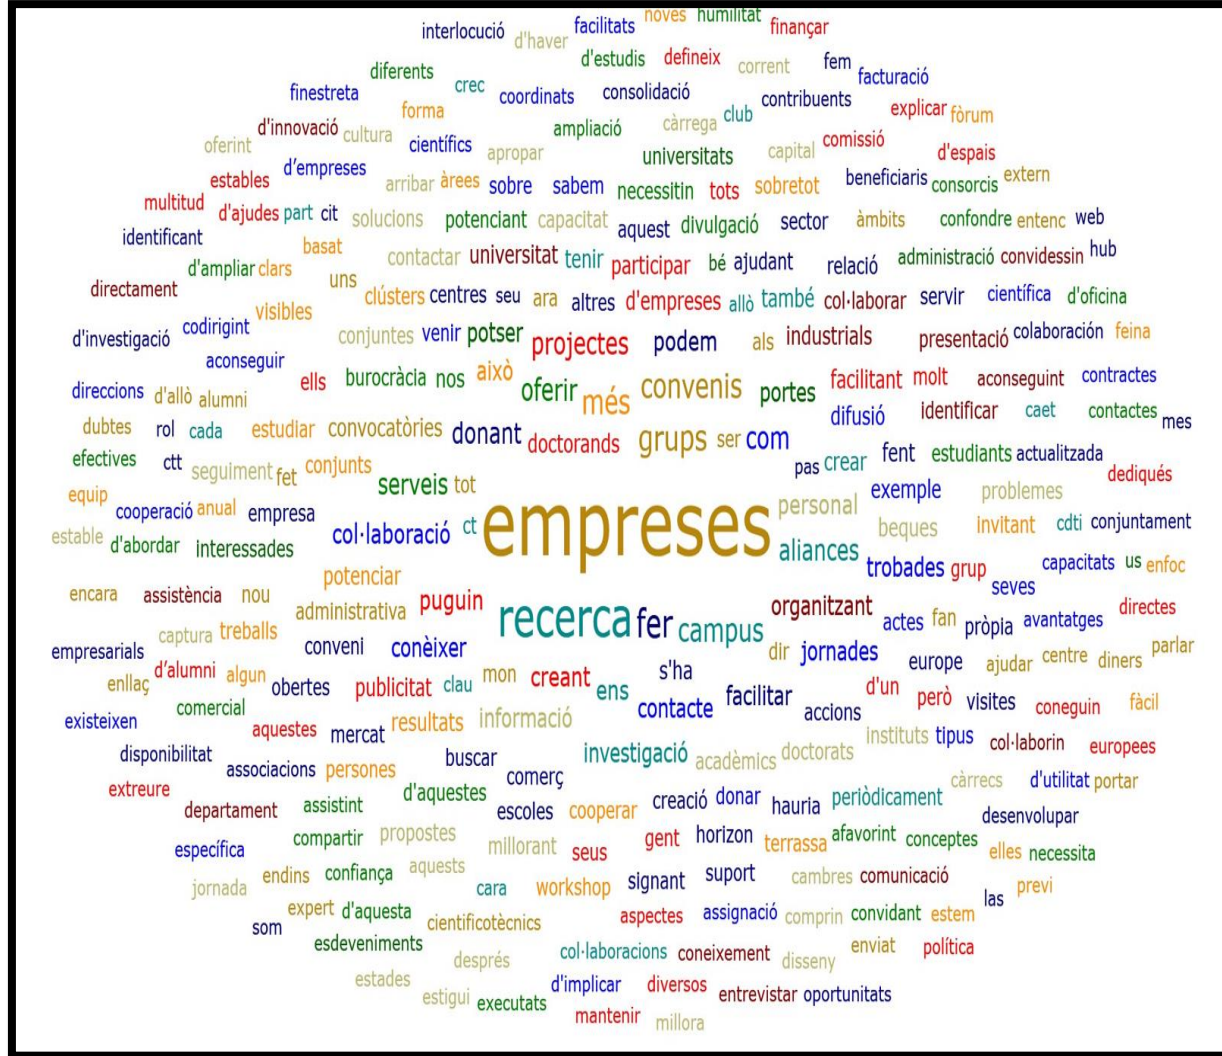 noves humilitat
interlocució d'haver facilitats finançar
diferents d'estudis defineix corrent fem
finestreta crec coordinats consolidació contribuents facturació
forma càrrega club explicar fòrum
d'innovació cultura científics ampliació capital comissió
oferint d’empreses apropar universitats d'espais
estables arribar àrees sobre sabem necessitin tots sobretot beneficiaris consorcis extern
multitud d'ajudes part cit solucions potenciant capacitat aquest divulgació sector àmbits confondre entenc web
identificant basat contactar universitat tenir participar bé ajudant relació administració convidessin hub
directament d'ampliar clars uns clústers centres seu ara altres d'empreses allò també col·laborar servir científica d'oficina
d'investigació codirigint visibles conjuntes venir potser projectes podem als industrials presentació colaboración feina
aconseguir ells burocràcia nos això oferir més convenis portes facilitant molt aconseguint contractes
direccions d'allò alumni difusió identificar caet contactes mes
dubtes rol cada estudiar convocatòries donant doctorands grups ser com
efectives ctt seguiment fet conjunts serveis tot pas crear fent estudiants actualitzada dediqués
equip cooperació anual empresa empreses personal exemple problemes
estable d'abordar interessades col·laboració ct aliances beques invitant cdti conjuntament
potenciar trobades grup seves capacitats us enfoc
encara assistència nou administrativa puguin recerca fer campus organitzant actes fan pròpia avantatges directes
empresarials captura treballs conveni conèixer s'ha dir jornades europe ajudar centre diners parlar
enllaç d’alumni algun obertes publicitat clau mon creant ens contacte facilitar accions d'un però visites coneguin fàcil
existeixen comercial aquestes mercat resultats informació investigació acadèmics doctorats instituts tipus col·laborin europees
disponibilitat associacions persones buscar comerç
extreure departament assistint d'aquestes escoles cooperar creació donar hauria periòdicament càrrecs d'utilitat portar
específica compartir propostes millorant seus gent horizon terrassa afavorint conceptes desenvolupar elles necessita
jornada endins confiança aquests cara workshop signant suport cambres comunicació las previ
som expert d'aquesta cientificotècnics aspectes assignació comprin convidant estem
esdeveniments després col·laboracions coneixement disseny enviat política
estades estigui executats d'implicar diversos entrevistar oportunitats
mantenir millora